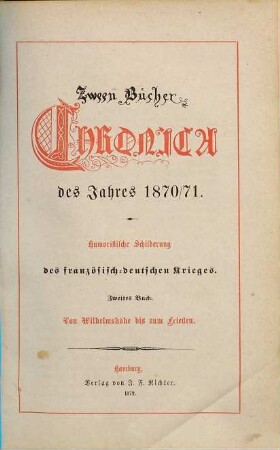 Zween Bücher
CHRONICA
des Jahres 1870/71.
Humoristische Schilderung
des französisch-deutschen Krieges.
Zweites Buch.
Von Wilhelmshöhe bis zum Frieden.
Hamburg.
Verlag von J. F. Richter.
1872.